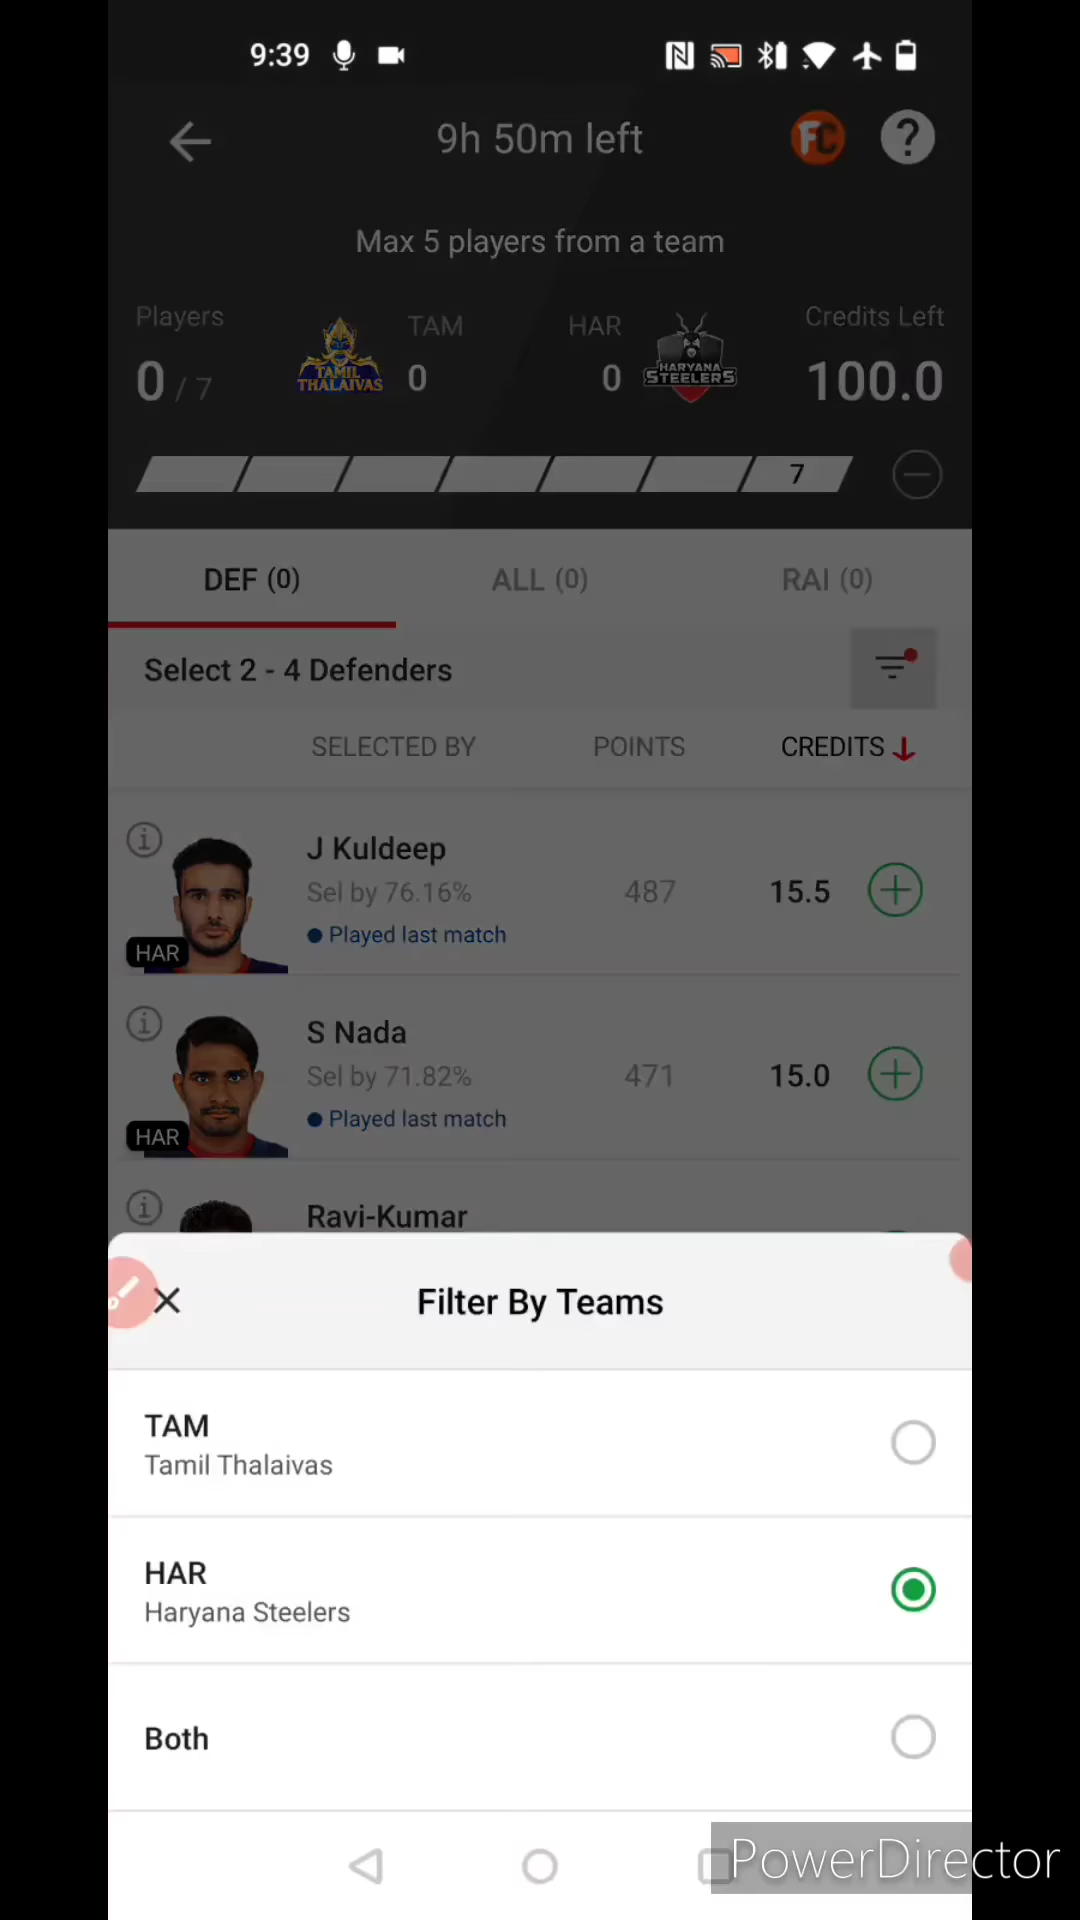 9:39
9h 50m left
FC
?
Max 5 players from a team
Players
TAM
HAR
Credits Left
0 / 7
TAMIL
THALAIVAS
0
0
HARYANA
STEELERS
100.0
7
DEF (0)
ALL (0)
RAI (0)
Select 2 - 4 Defenders
SELECTED BY
POINTS
CREDITS
J Kuldeep
Sel by 76.16%
487
15.5
Played last match
HAR
S Nada
Sel by 71.82%
471
15.0
Played last match
HAR
Ravi-Kumar
Filter By Teams
TAM
Tamil Thalaivas
HAR
Haryana Steelers
Both
PowerDirector